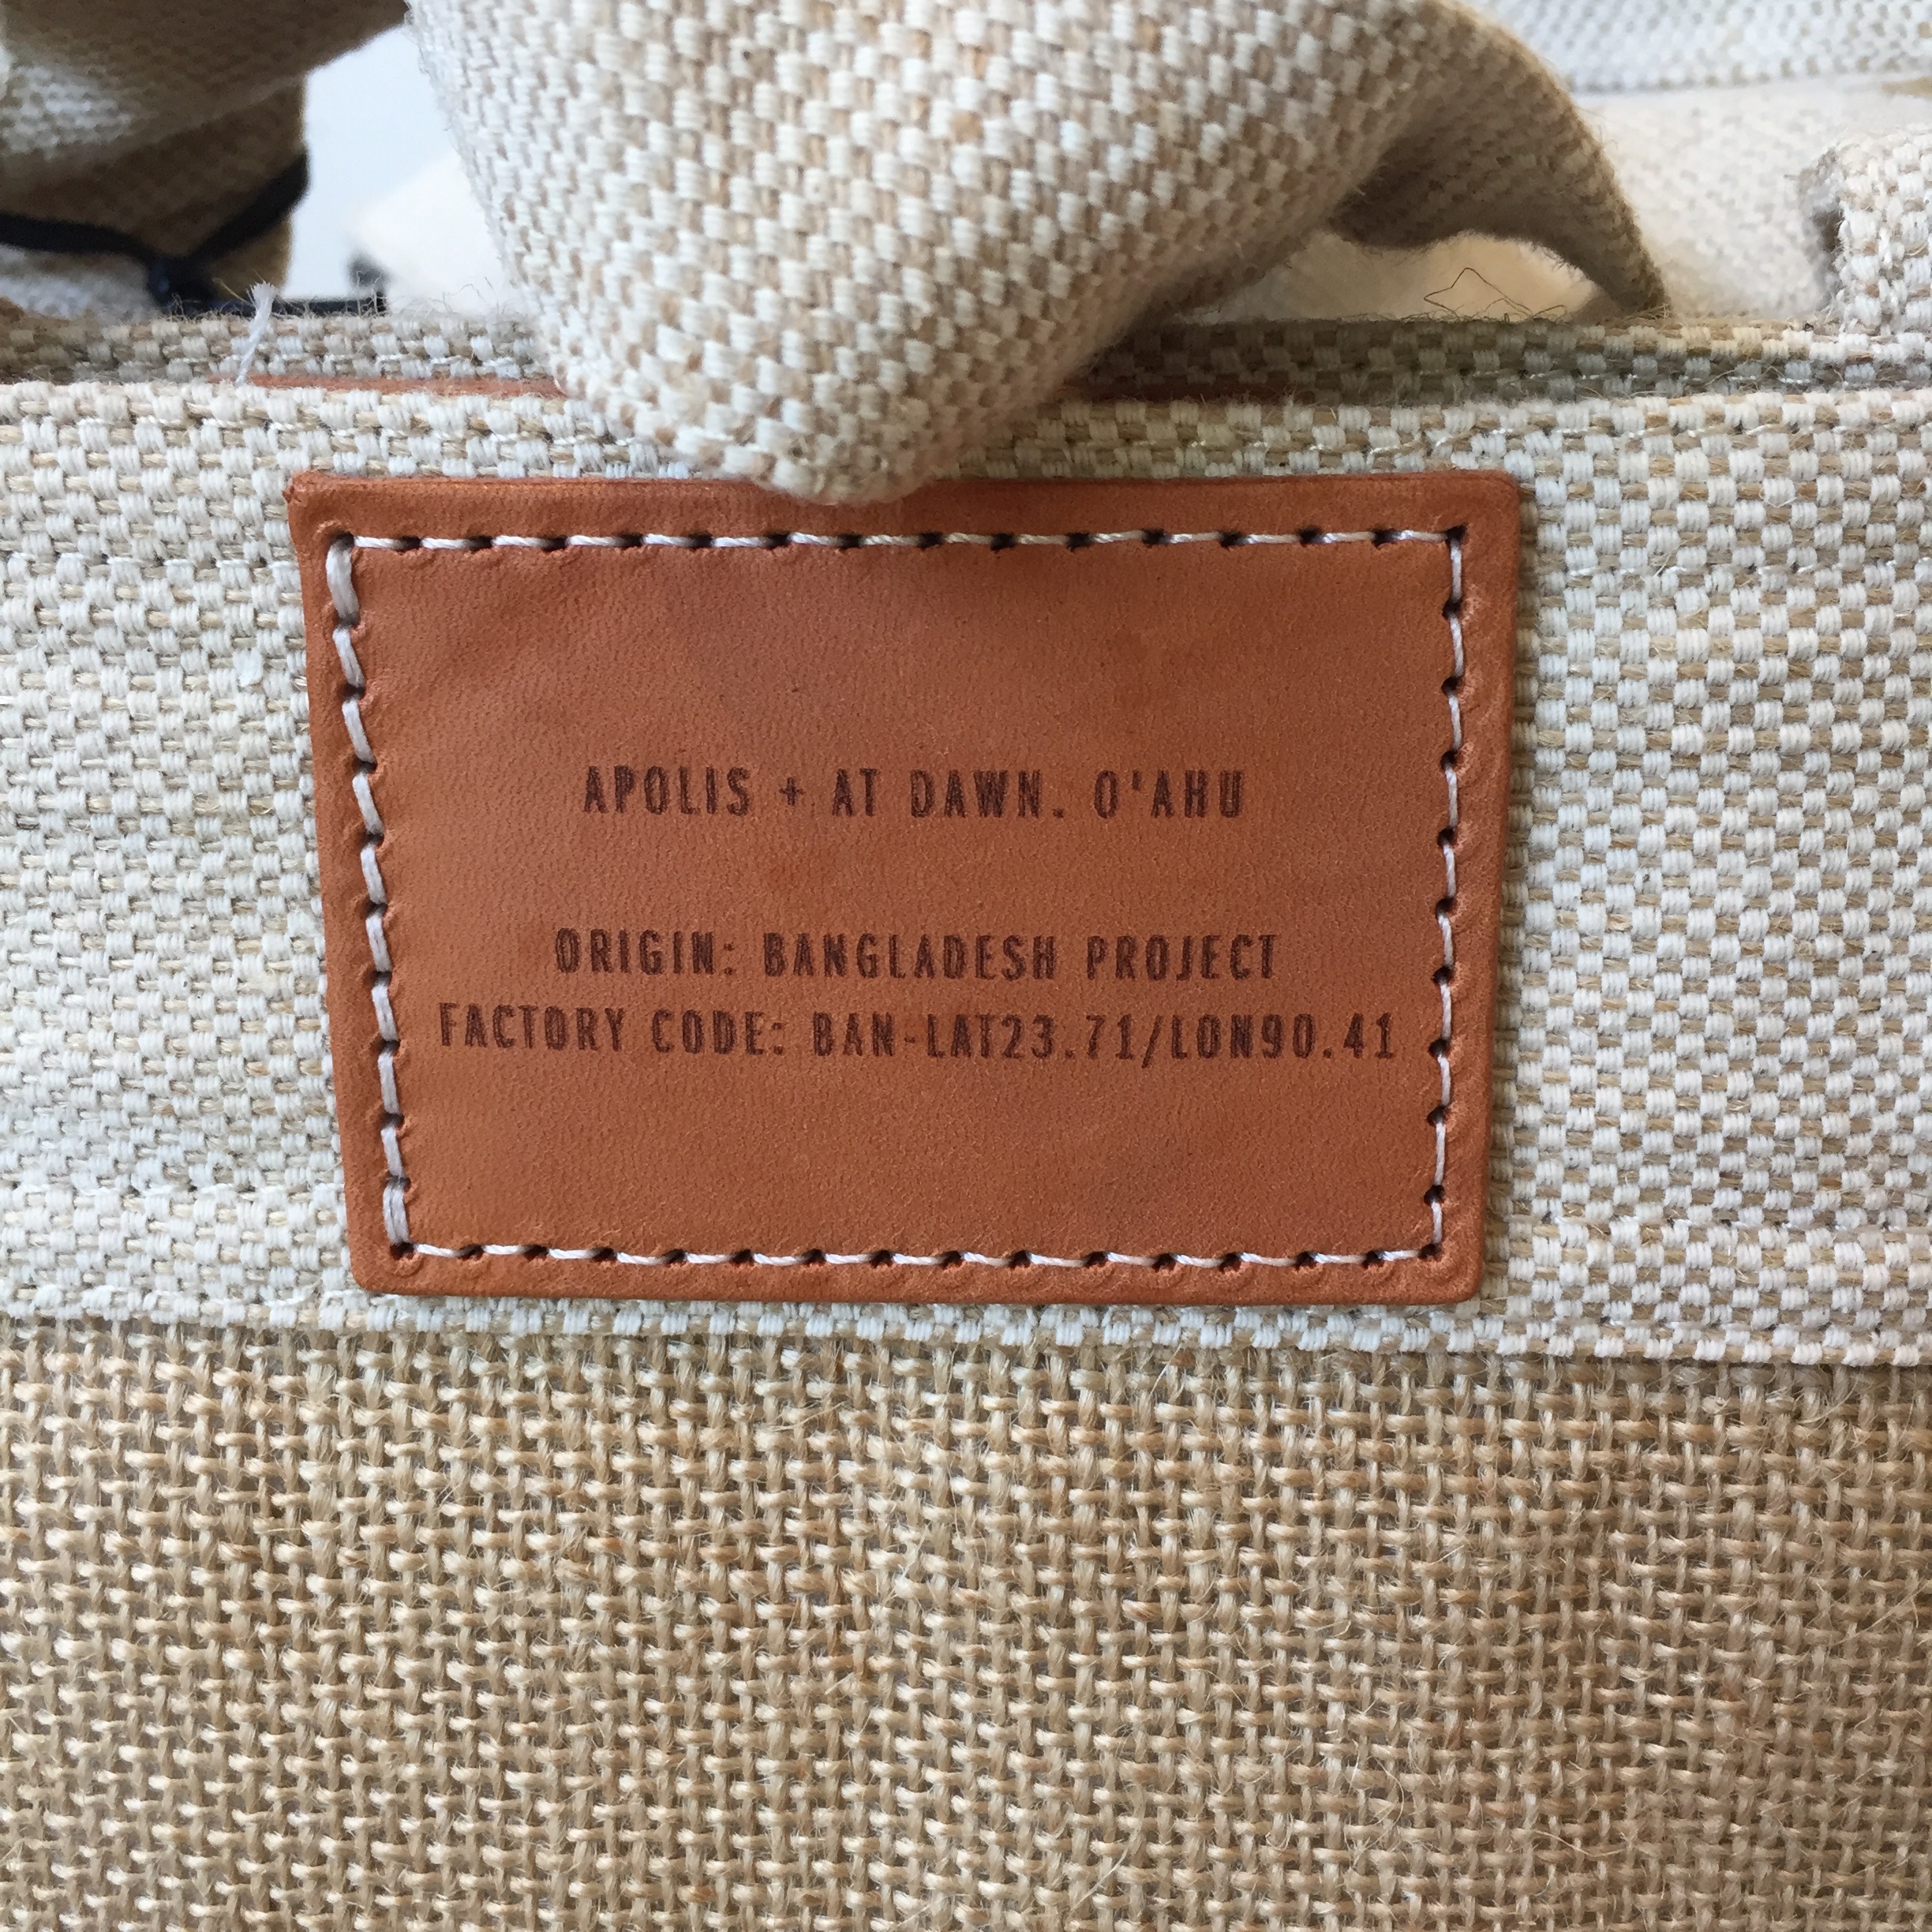 APOLIS + AT DAWN. O'AHU
ORIGIN: BANGLADESH PROJECT
FACTORY CODE: BAN-LAT23.71/LON90.41